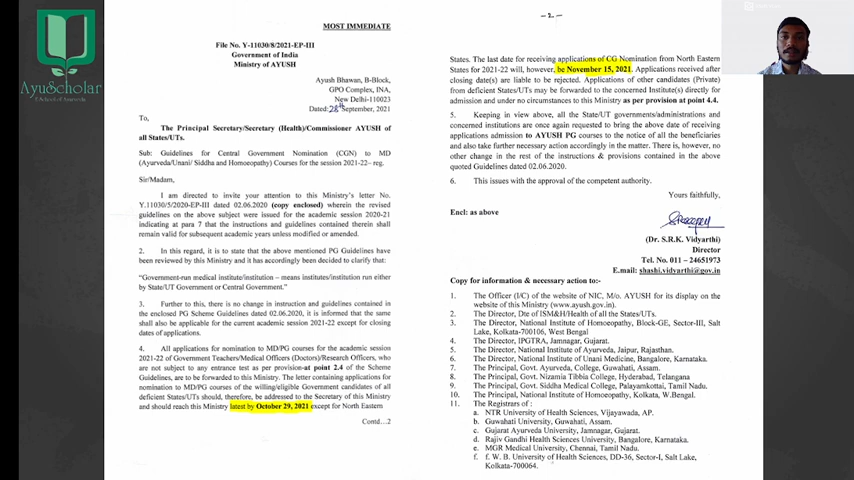 AyuScholar
MOST IMMEDIATE
File No. Y-11030/8/2021-EP-III
Government of India
Ministry of AYUSH
Ayush Bhawan, B-Block,
GPO Complex, INA,
New Delhi-110023
Dated: 28th September, 2021
To,
The Principal Secretary/Secretary (Health)/Commissioner AYUSH of
all States/UTs.
Sub: Guidelines for Central Government Nomination (CGN) to MD
(Ayurveda/Unani/ Siddha and Homoeopathy) Courses for the session 2021-22– reg.
Sir/Madam,
I am directed to invite your attention to this Ministry's letter No.
Y.11030/5/2020-EP-III dated 02.06.2020 (copy enclosed) wherein the revised
guidelines on the above subject were issued for the academic session 2020-21
indicating at para 7 that the instructions and guidelines contained therein shall
remain valid for subsequent academic years unless modified or amended.
2. In this regard, it is to state that the above mentioned PG Guidelines have
been reviewed by this Ministry and it has accordingly been decided to clarify that:
"Government-run medical institute/institution – means institutes/institution run either
by State/UT Government or Central Government."
3. Further to this, there is no change in instruction and guidelines contained in
the enclosed PG Scheme Guidelines dated 02.06.2020, it is informed that the same
shall also be applicable for the current academic session 2021-22 except for closing
dates of applications.
4. All applications for nomination to MD/PG courses for the academic session
2021-22 of Government Teachers/Medical Officers (Doctors)/Research Officers, who
are not subject to any entrance test as per provision-at point 2.4 of the Scheme
Guidelines, are to be forwarded to this Ministry. The letter containing applications for
nomination to MD/PG courses of the willing/eligible Government candidates of all
deficient States/UTs should, therefore, be addressed to the Secretary of this Ministry
and should reach this Ministry latest by October 29, 2021 except for North Eastern
Contd...2
– 2 –
States. The last date for receiving applications of CG Nomination from North Eastern
States for 2021-22 will, however, be November 15, 2021. Applications received after
closing date(s) are liable to be rejected. Applications of other candidates (Private)
from deficient States/UTs may be forwarded to the concerned Institute(s) directly for
admission and under no circumstances to this Ministry as per provision at point 4.4.
5. Keeping in view above, all the State/UT governments/administrations and
concerned institutions are once again requested to bring the above date of receiving
applications admission to AYUSH PG courses to the notice of all the beneficiaries
and also take further necessary action accordingly in the matter. There is, however, no
other change in the rest of the instructions & provisions contained in the above
quoted Guidelines dated 02.06.2020.
6. This issues with the approval of the competent authority.
Yours faithfully,
Encl: as above
(Dr. S.R.K. Vidyarthi)
Director
Tel. No. 011 – 24651973
E.mail: shashi.vidyarthi@gov.in
Copy for information & necessary action to:-
1. The Officer (I/C) of the website of NIC, M/o. AYUSH for its display on the
website of this Ministry (www.ayush.gov.in).
2. The Director, Dte of ISM&H/Health of all the States/UTs.
3. The Director, National Institute of Homoeopathy, Block-GE, Sector-III, Salt
Lake, Kolkata-700106, West Bengal
4. The Director, IPGTRA, Jamnagar, Gujarat.
5. The Director, National Institute of Ayurveda, Jaipur, Rajasthan.
6. The Director, National Institute of Unani Medicine, Bangalore, Karnataka.
7. The Principal, Govt. Ayurveda College, Guwahati, Assam.
8. The Principal, Govt. Nizamia Tibbia College, Hyderabad, Telangana
9. The Principal, Govt. Siddha Medical College, Palayamkottai, Tamil Nadu.
10. The Principal, National Institute of Homoeopathy, Kolkata, W.Bengal.
11. The Registrars of :
a. NTR University of Health Sciences, Vijayawada, AP.
b. Guwahati University, Guwahati, Assam.
c. Gujarat Ayurveda University, Jamnagar, Gujarat.
d. Rajiv Gandhi Health Sciences University, Bangalore, Karnataka.
e. MGR Medical University, Chennai, Tamil Nadu.
f. f. W. B. University of Health Sciences, DD-36, Sector-I, Salt Lake,
Kolkata-700064.